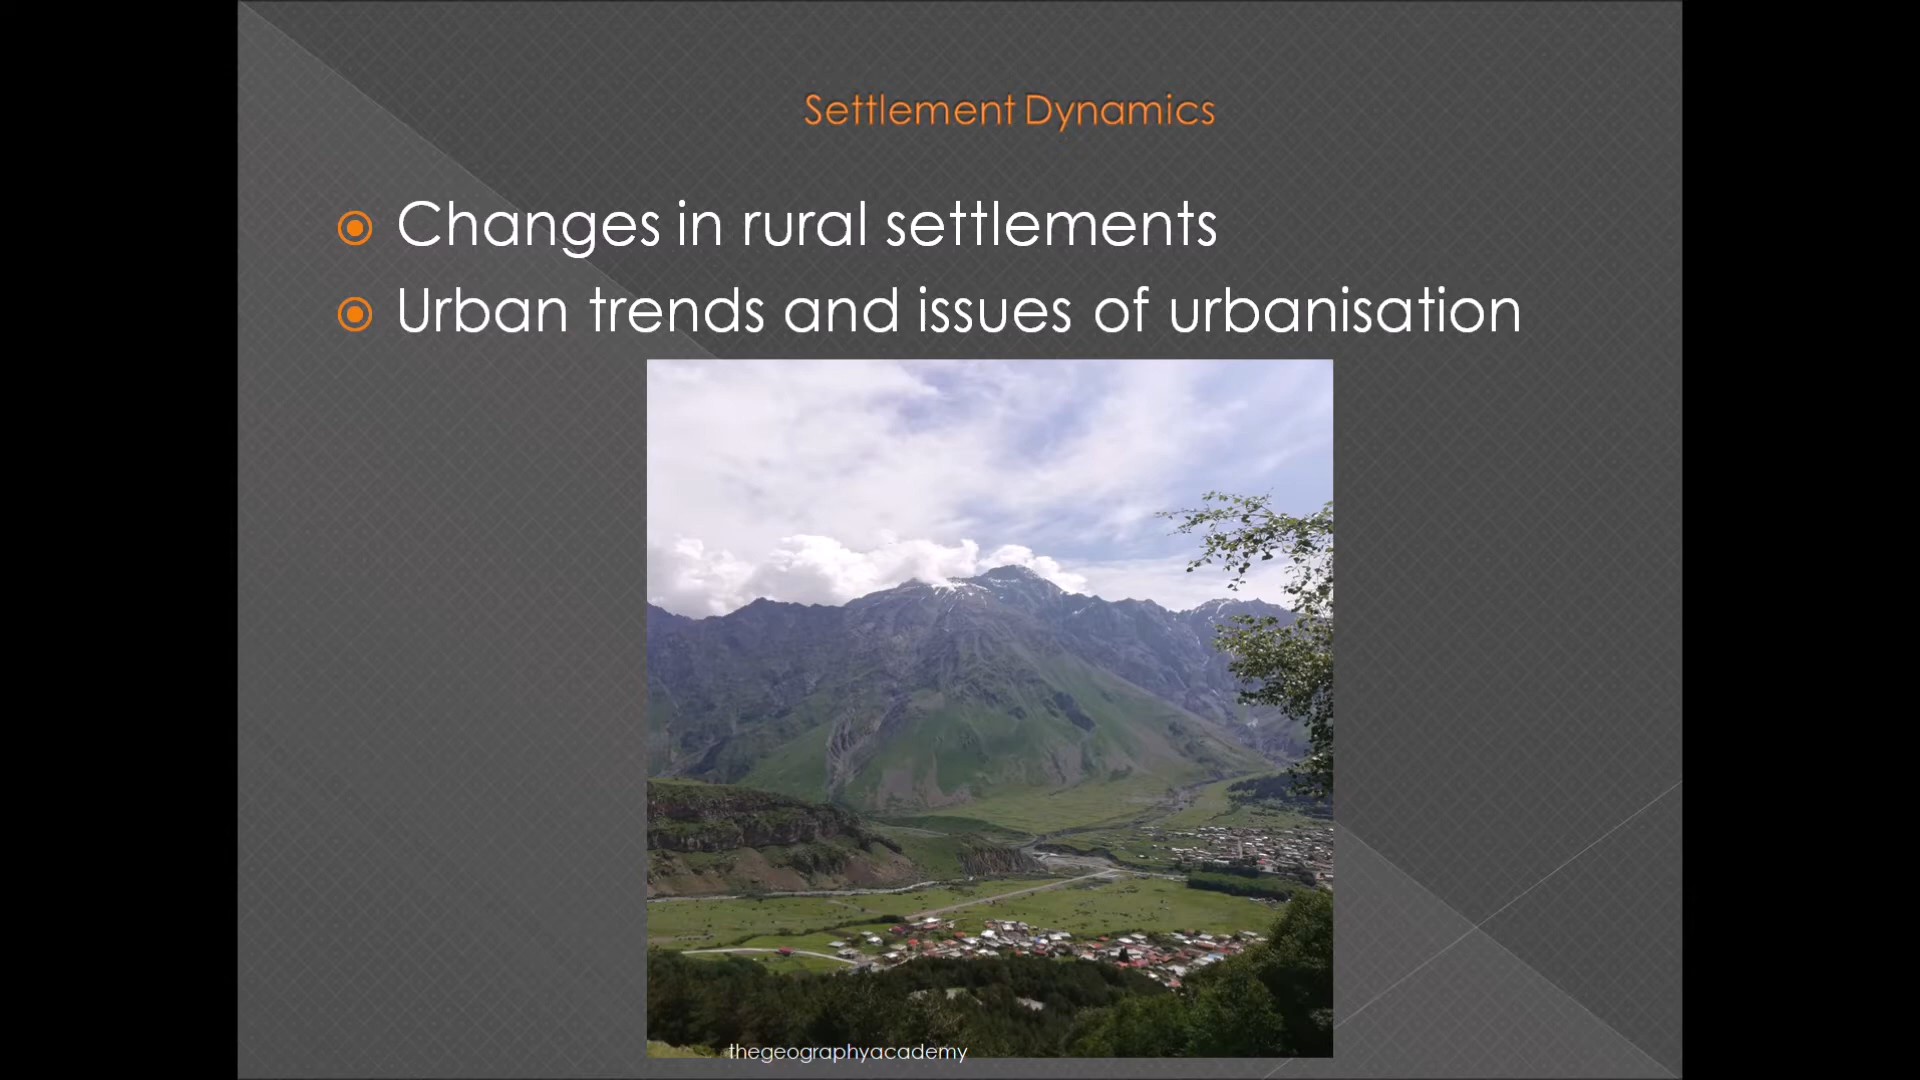 Settlement Dynamics
Changes in rural settlements
Urban trends and issues of urbanisation
thegeographyacademy